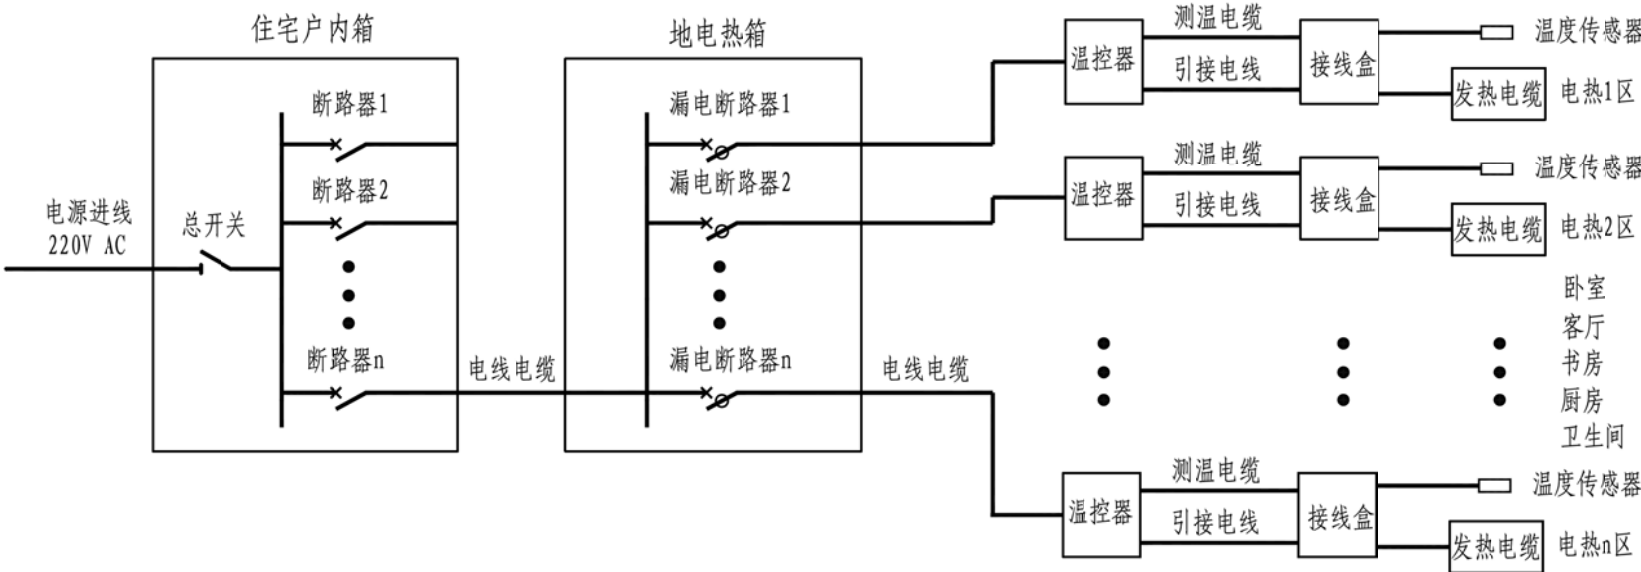 住宅户内箱
地电热箱
测温电缆
温度传感器
温控器
接线盒
引接电线
发热电缆
电热1区
断路器1
漏电断路器1
测温电缆
温度传感器
断路器2
漏电断路器2
温控器
接线盒
引接电线
发热电缆
电热2区
电源进线
220V AC
总开关
卧室
客厅
书房
厨房
卫生间
断路器n
电线电缆
漏电断路器n
电线电缆
测温电缆
温度传感器
温控器
接线盒
引接电线
发热电缆
电热n区